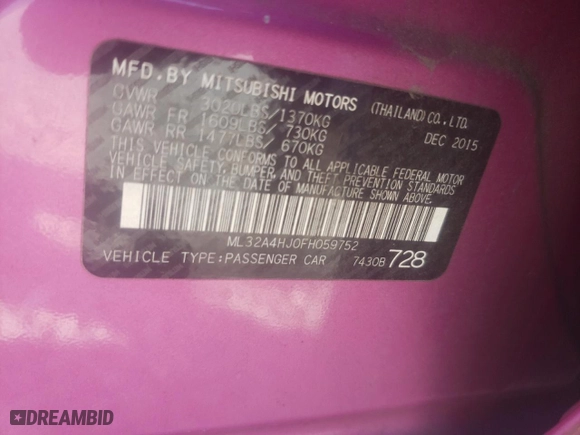 MFD.BY MITSUBISHI MOTORS (THAILAND)CO.,LTD.
GVWR 3020LBS/1370KG DEC 2015
GAWR FR 1609LBS/ 730KG
GAWR RR 1477LBS/ 670KG
THIS VEHICLE CONFORMS TO ALL APPLICABLE FEDERAL MOTOR
VEHICLE SAFETY, BUMPER, AND THEFT PREVENTION STANDARDS
IN EFFECT ON THE DATE OF MANUFACTURE SHOWN ABOVE.
ML32A4HJ0FH059752
VEHICLE TYPE:PASSENGER CAR 7430B 728
DREAMBID